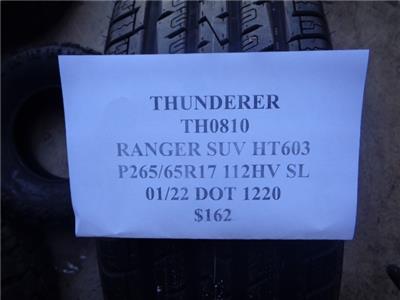 THUNDERER
TH0810
RANGER SUV HT603
P265/65R17 112HV SL
01/22 DOT 1220
$162